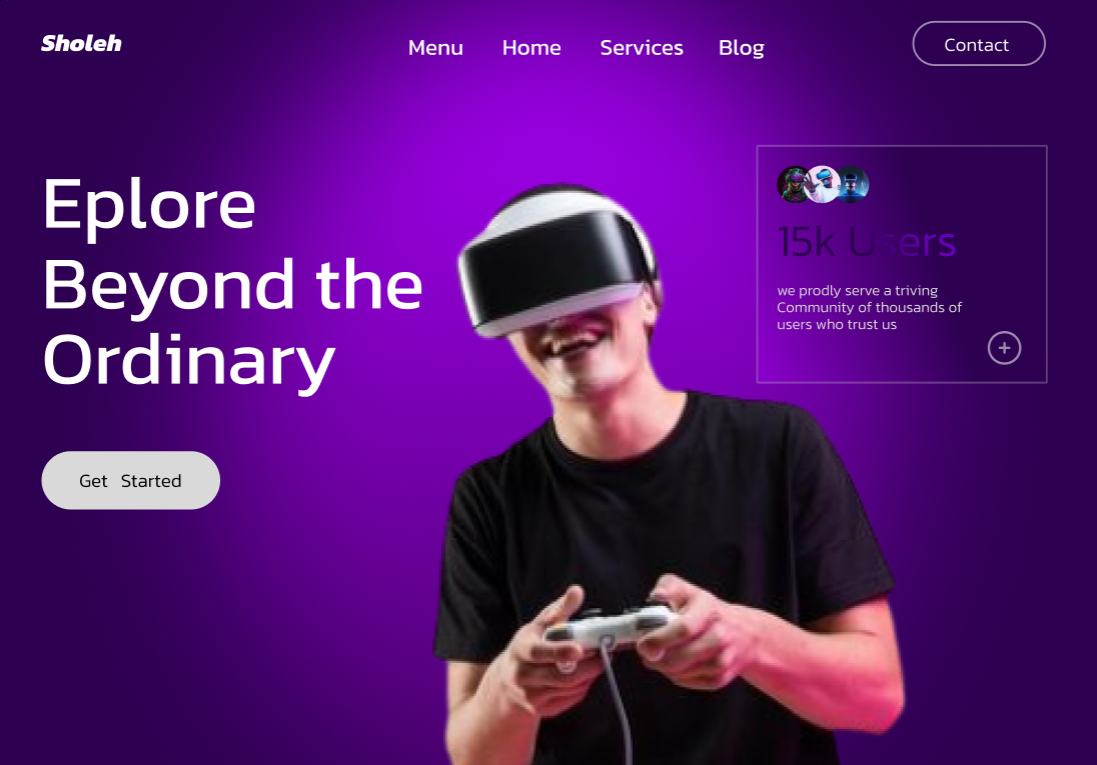 Sholeh
Menu Home Services Blog
Contact
Eplore
Beyond the
Ordinary
Get Started
15k Users
we prodly serve a triving
Community of thousands of
users who trust us